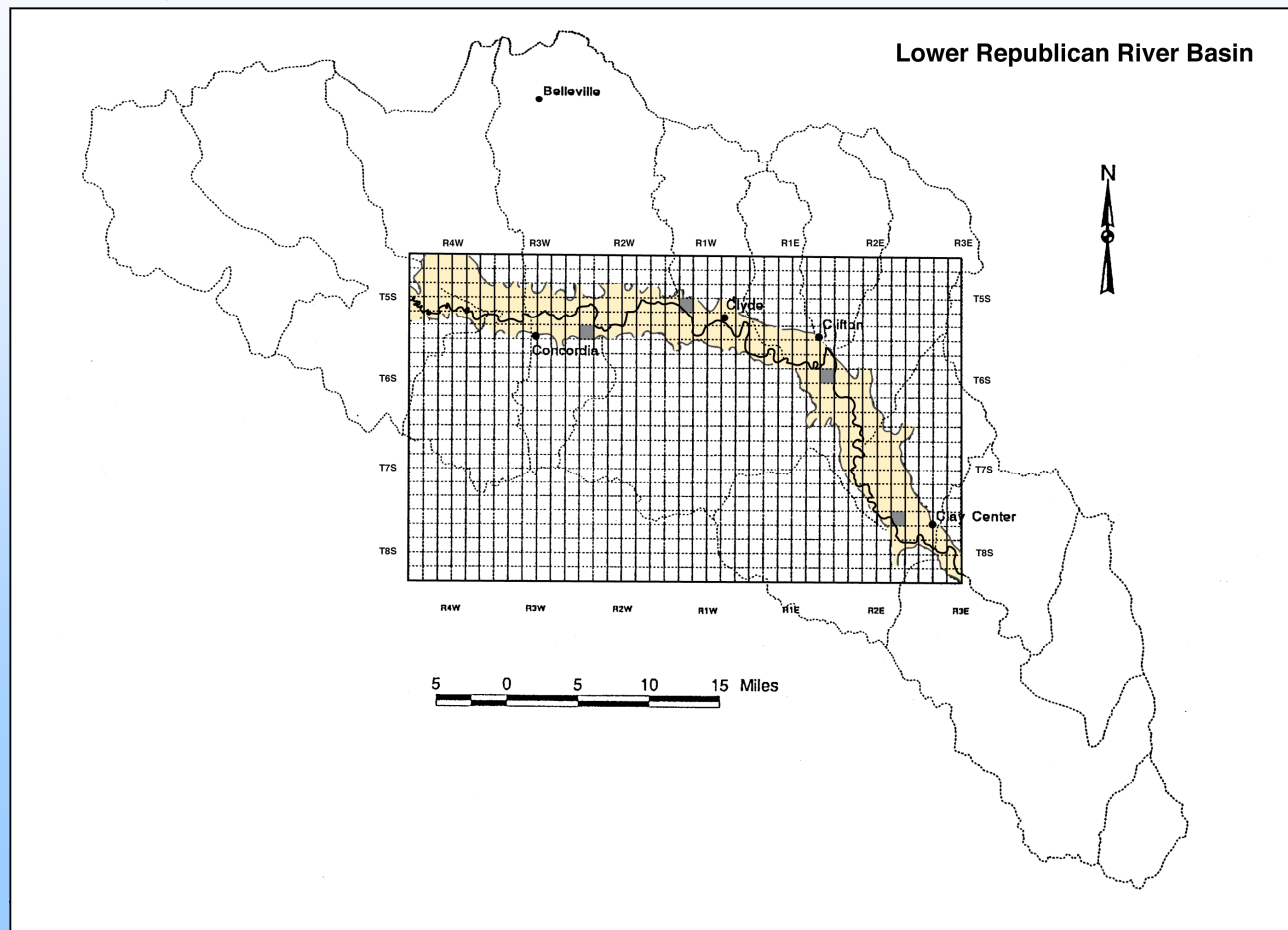 Lower Republican River Basin
Belleville
N
R4W R3W R2W R1W R1E R2E R3E
T5S T5S
Clyde
Clifton
Concordia
T6S T6S
T7S T7S
Clay Center
T8S T8S
R4W R3W R2W R1W R1E R2E R3E
5 0 5 10 15 Miles